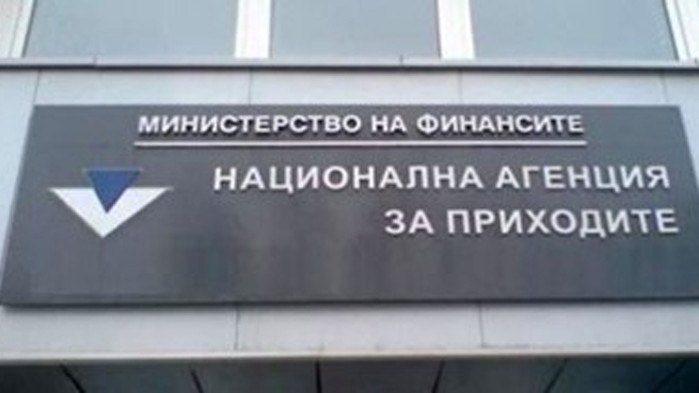 МИНИСТЕРСТВО НА ФИНАНСИТЕ
НАЦИОНАЛНА АГЕНЦИЯ
ЗА ПРИХОДИТЕ